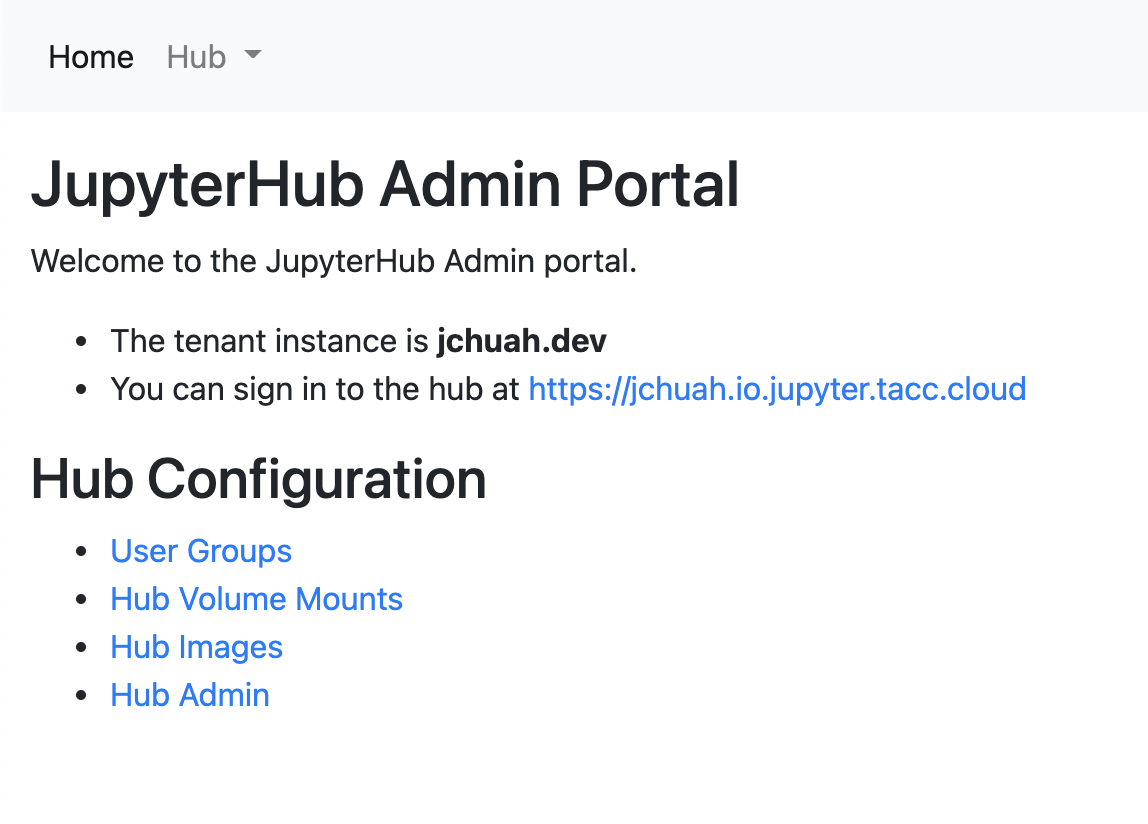 Home Hub
JupyterHub Admin Portal
Welcome to the JupyterHub Admin portal.
The tenant instance is jchuah.dev
You can sign in to the hub at https://jchuah.io.jupyter.tacc.cloud
Hub Configuration
User Groups
Hub Volume Mounts
Hub Images
Hub Admin